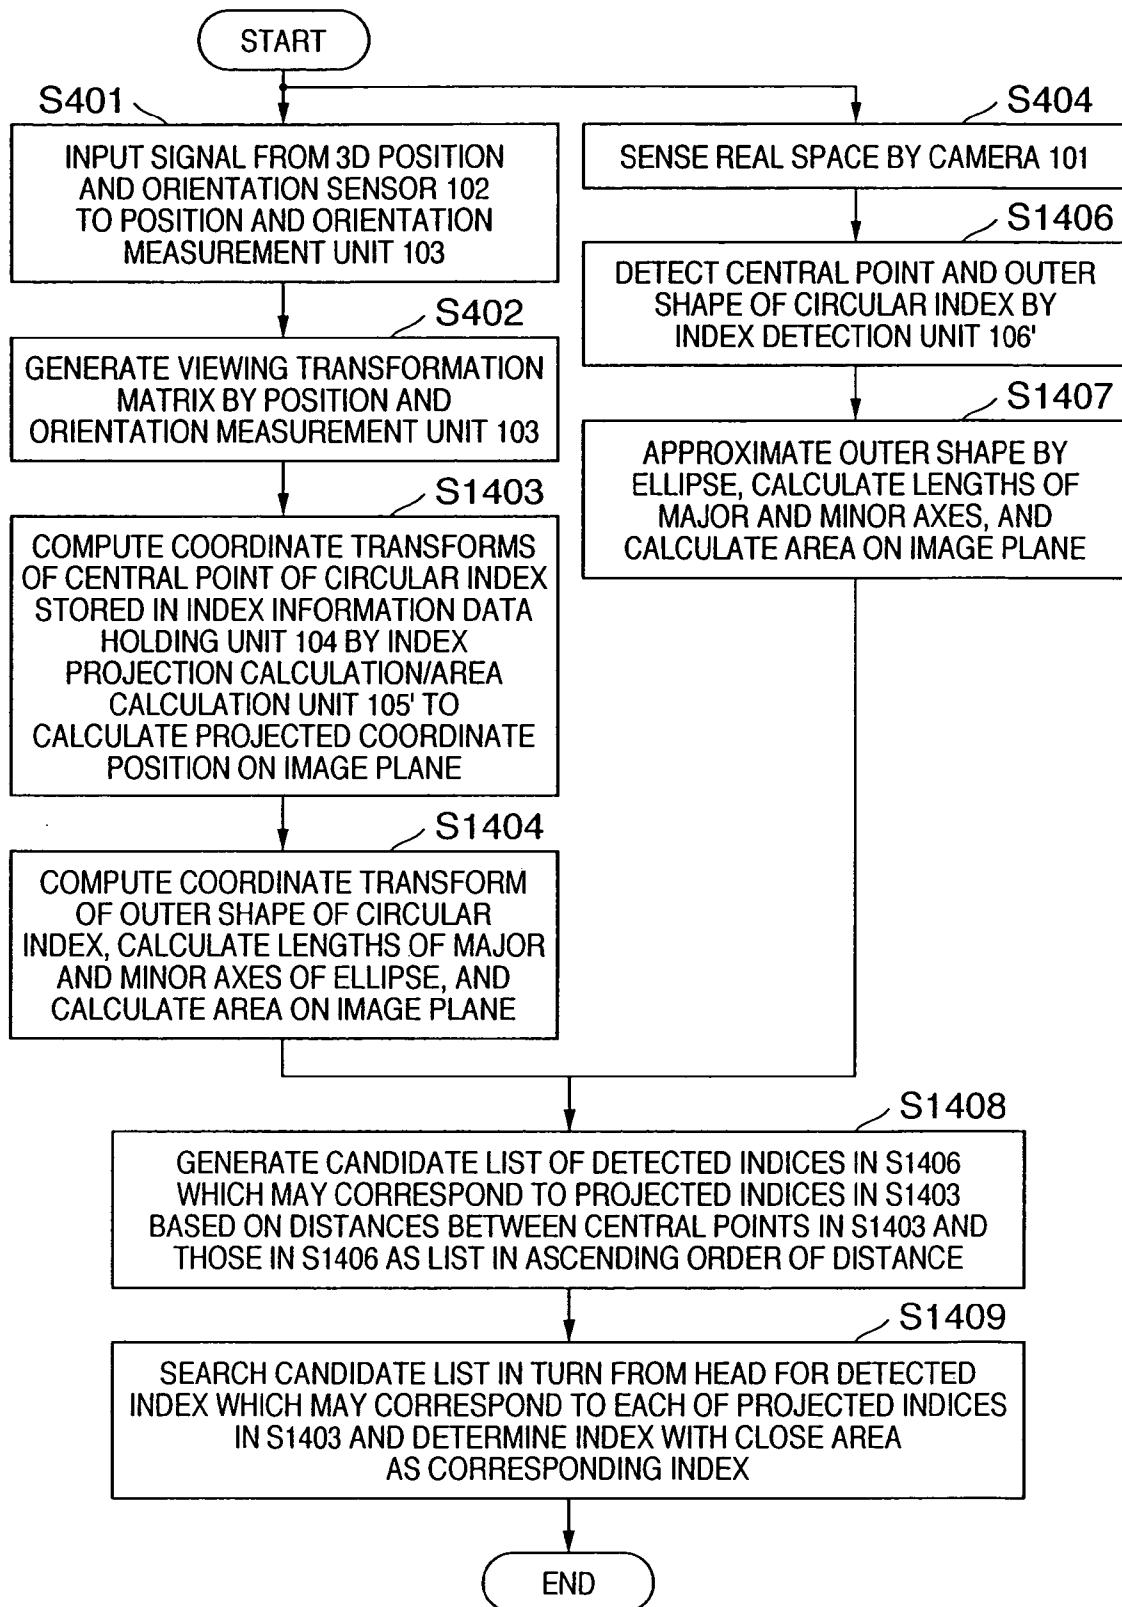 START
S401
INPUT SIGNAL FROM 3D POSITION
AND ORIENTATION SENSOR 102
TO POSITION AND ORIENTATION
MEASUREMENT UNIT 103
S402
GENERATE VIEWING TRANSFORMATION
MATRIX BY POSITION AND
ORIENTATION MEASUREMENT UNIT 103
S1403
COMPUTE COORDINATE TRANSFORMS
OF CENTRAL POINT OF CIRCULAR INDEX
STORED IN INDEX INFORMATION DATA
HOLDING UNIT 104 BY INDEX
PROJECTION CALCULATION/AREA
CALCULATION UNIT 105' TO
CALCULATE PROJECTED COORDINATE
POSITION ON IMAGE PLANE
S1404
COMPUTE COORDINATE TRANSFORM
OF OUTER SHAPE OF CIRCULAR
INDEX, CALCULATE LENGTHS OF MAJOR
AND MINOR AXES OF ELLIPSE, AND
CALCULATE AREA ON IMAGE PLANE
S404
SENSE REAL SPACE BY CAMERA 101
S1406
DETECT CENTRAL POINT AND OUTER
SHAPE OF CIRCULAR INDEX BY
INDEX DETECTION UNIT 106'
S1407
APPROXIMATE OUTER SHAPE BY
ELLIPSE, CALCULATE LENGTHS OF
MAJOR AND MINOR AXES, AND
CALCULATE AREA ON IMAGE PLANE
S1408
GENERATE CANDIDATE LIST OF DETECTED INDICES IN S1406
WHICH MAY CORRESPOND TO PROJECTED INDICES IN S1403
BASED ON DISTANCES BETWEEN CENTRAL POINTS IN S1403 AND
THOSE IN S1406 AS LIST IN ASCENDING ORDER OF DISTANCE
S1409
SEARCH CANDIDATE LIST IN TURN FROM HEAD FOR DETECTED
INDEX WHICH MAY CORRESPOND TO EACH OF PROJECTED INDICES
IN S1403 AND DETERMINE INDEX WITH CLOSE AREA
AS CORRESPONDING INDEX
END